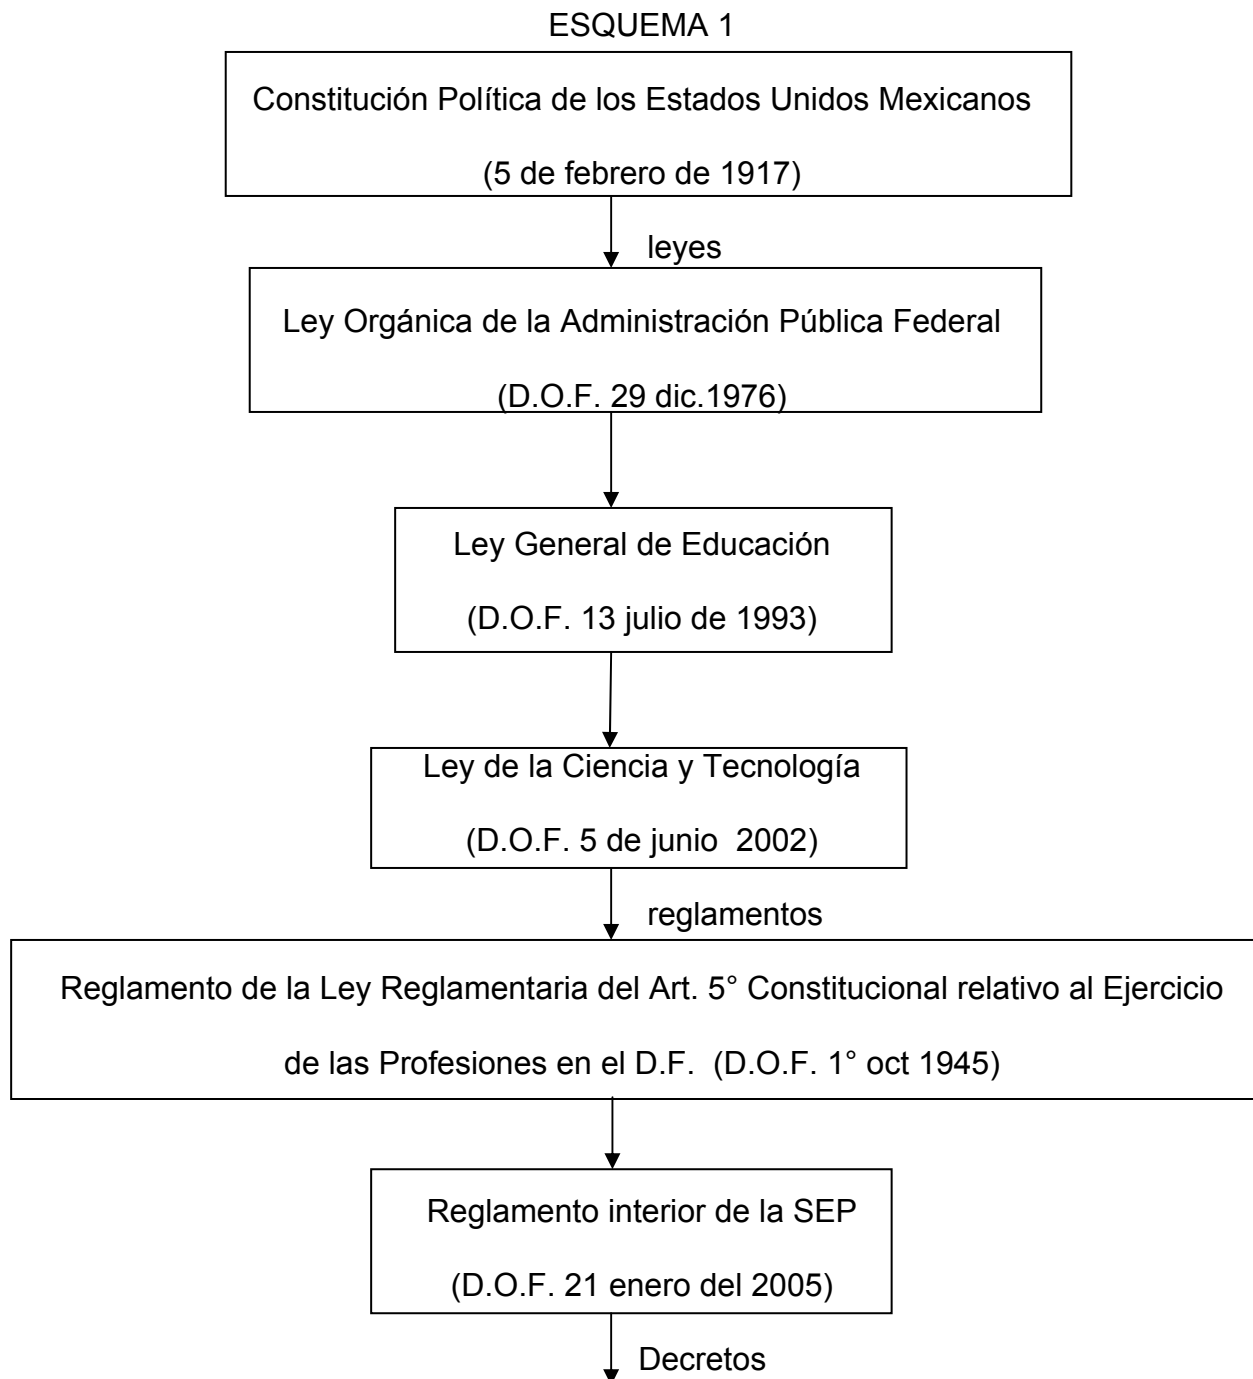 ESQUEMA 1
Constitución Política de los Estados Unidos Mexicanos
(5 de febrero de 1917)
leyes
Ley Orgánica de la Administración Pública Federal
(D.O.F. 29 dic.1976)
Ley General de Educación
(D.O.F. 13 julio de 1993)
Ley de la Ciencia y Tecnología
(D.O.F. 5 de junio  2002)
reglamentos
Reglamento de la Ley Reglamentaria del Art. 5° Constitucional relativo al Ejercicio
de las Profesiones en el D.F.  (D.O.F. 1° oct 1945)
Reglamento interior de la SEP
(D.O.F. 21 enero del 2005)
Decretos